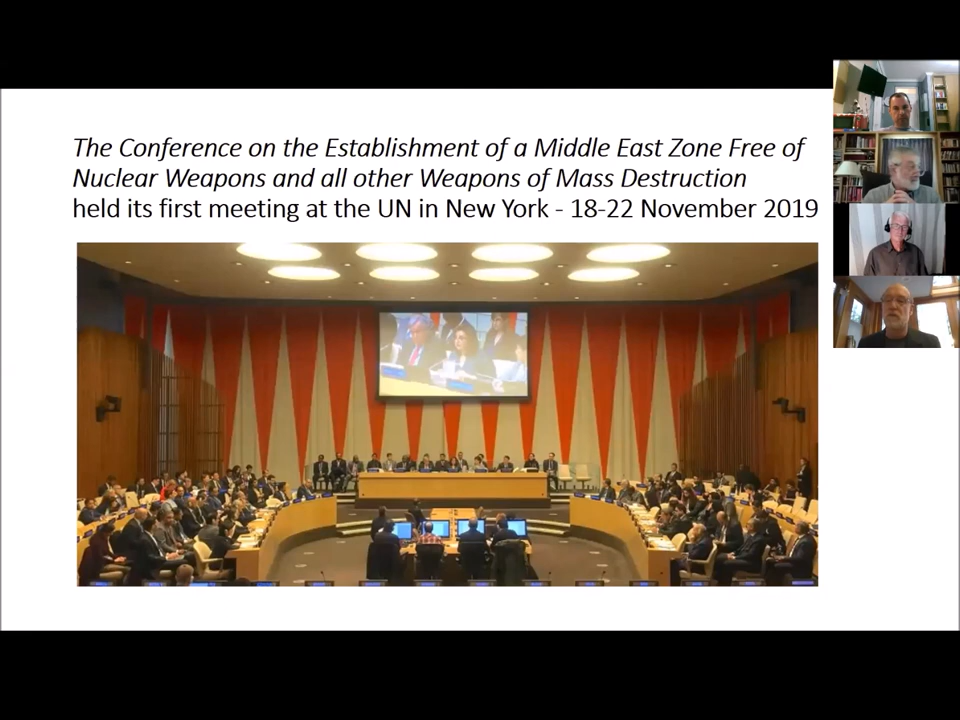 The Conference on the Establishment of a Middle East Zone Free of
Nuclear Weapons and all other Weapons of Mass Destruction
held its first meeting at the UN in New York - 18-22 November 2019